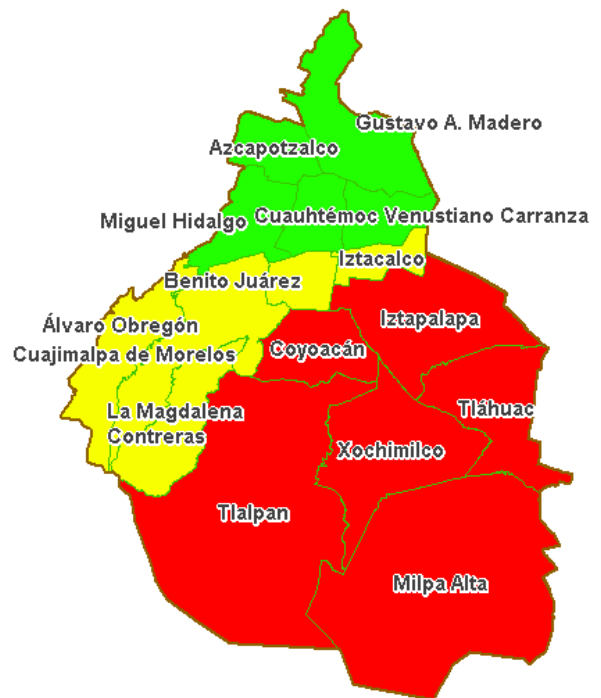 Gustavo A. Madero
Azcapotzalco
Miguel Hidalgo
Cuauhtémoc
Venustiano Carranza
Iztacalco
Benito Juárez
Iztapalapa
Álvaro Obregón
Coyoacán
Cuajimalpa de Morelos
Tláhuac
La Magdalena
Contreras
Xochimilco
Tlalpan
Milpa Alta